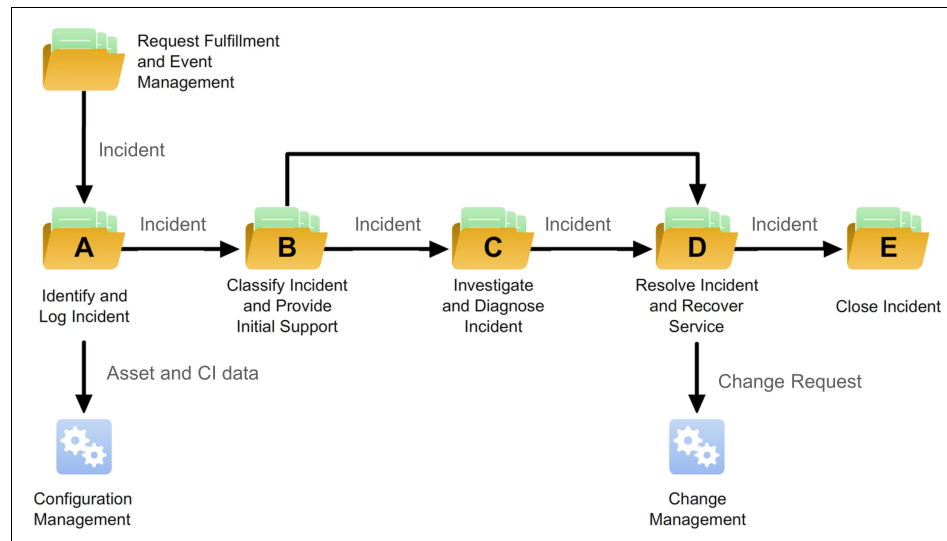 Request Fulfillment
and Event
Management
Incident
A
Incident
B
Incident
C
Incident
D
Incident
E
Identify and
Log Incident
Classify Incident
and Provide
Initial Support
Investigate
and Diagnose
Incident
Resolve Incident
and Recover
Service
Close Incident
Asset and CI data
Change Request
Configuration
Management
Change
Management